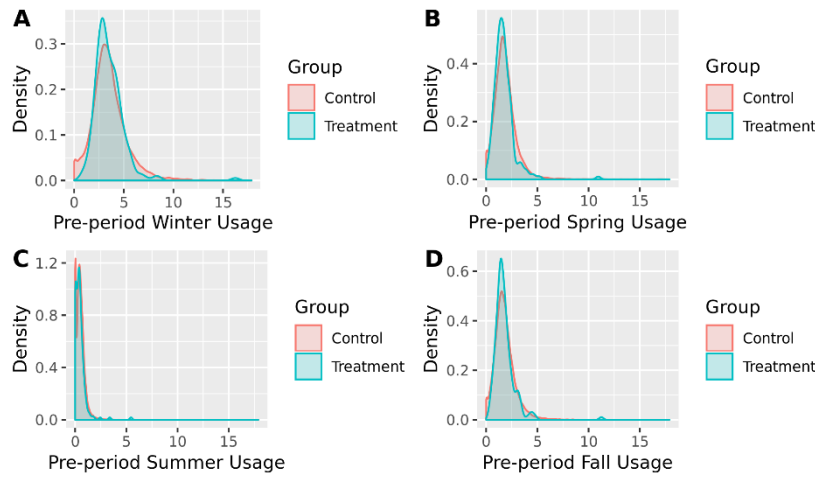 A
Density
0.3
0.2
0.1
0.0
0 5 10 15
Pre-period Winter Usage
Group
Control
Treatment
B
Density
0.4
0.2
0.0
0 5 10 15
Pre-period Spring Usage
Group
Control
Treatment
C
Density
1.2
0.8
0.4
0.0
0 5 10 15
Pre-period Summer Usage
Group
Control
Treatment
D
Density
0.6
0.4
0.2
0.0
0 5 10 15
Pre-period Fall Usage
Group
Control
Treatment